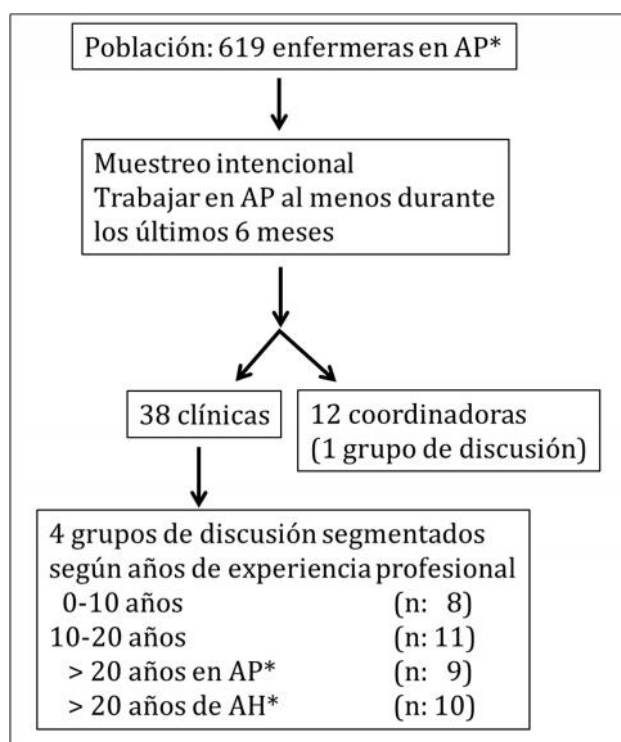 Población: 619 enfermeras en AP*
Muestreo intencional
Trabajar en AP al menos durante
los últimos 6 meses
38 clínicas
12 coordinadoras
(1 grupo de discusión)
4 grupos de discusión segmentados
según años de experiencia profesional
0-10 años (n: 8)
10-20 años (n: 11)
> 20 años en AP* (n: 9)
> 20 años de AH* (n: 10)